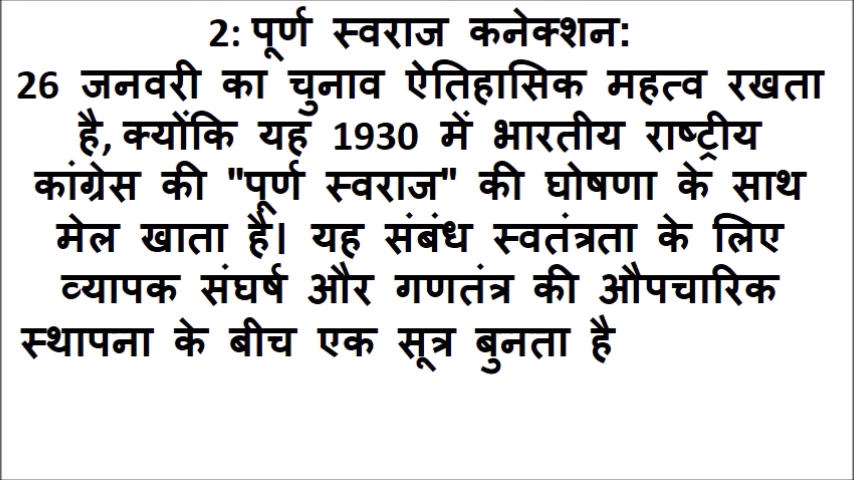 2: पूर्ण स्वराज कनेक्शन:
26 जनवरी का चुनाव ऐतिहासिक महत्व रखता
है, क्योंकि यह 1930 में भारतीय राष्ट्रीय
कांग्रेस की "पूर्ण स्वराज" की घोषणा के साथ
मेल खाता है। यह संबंध स्वतंत्रता के लिए
व्यापक संघर्ष और गणतंत्र की औपचारिक
स्थापना के बीच एक सूत्र बुनता है